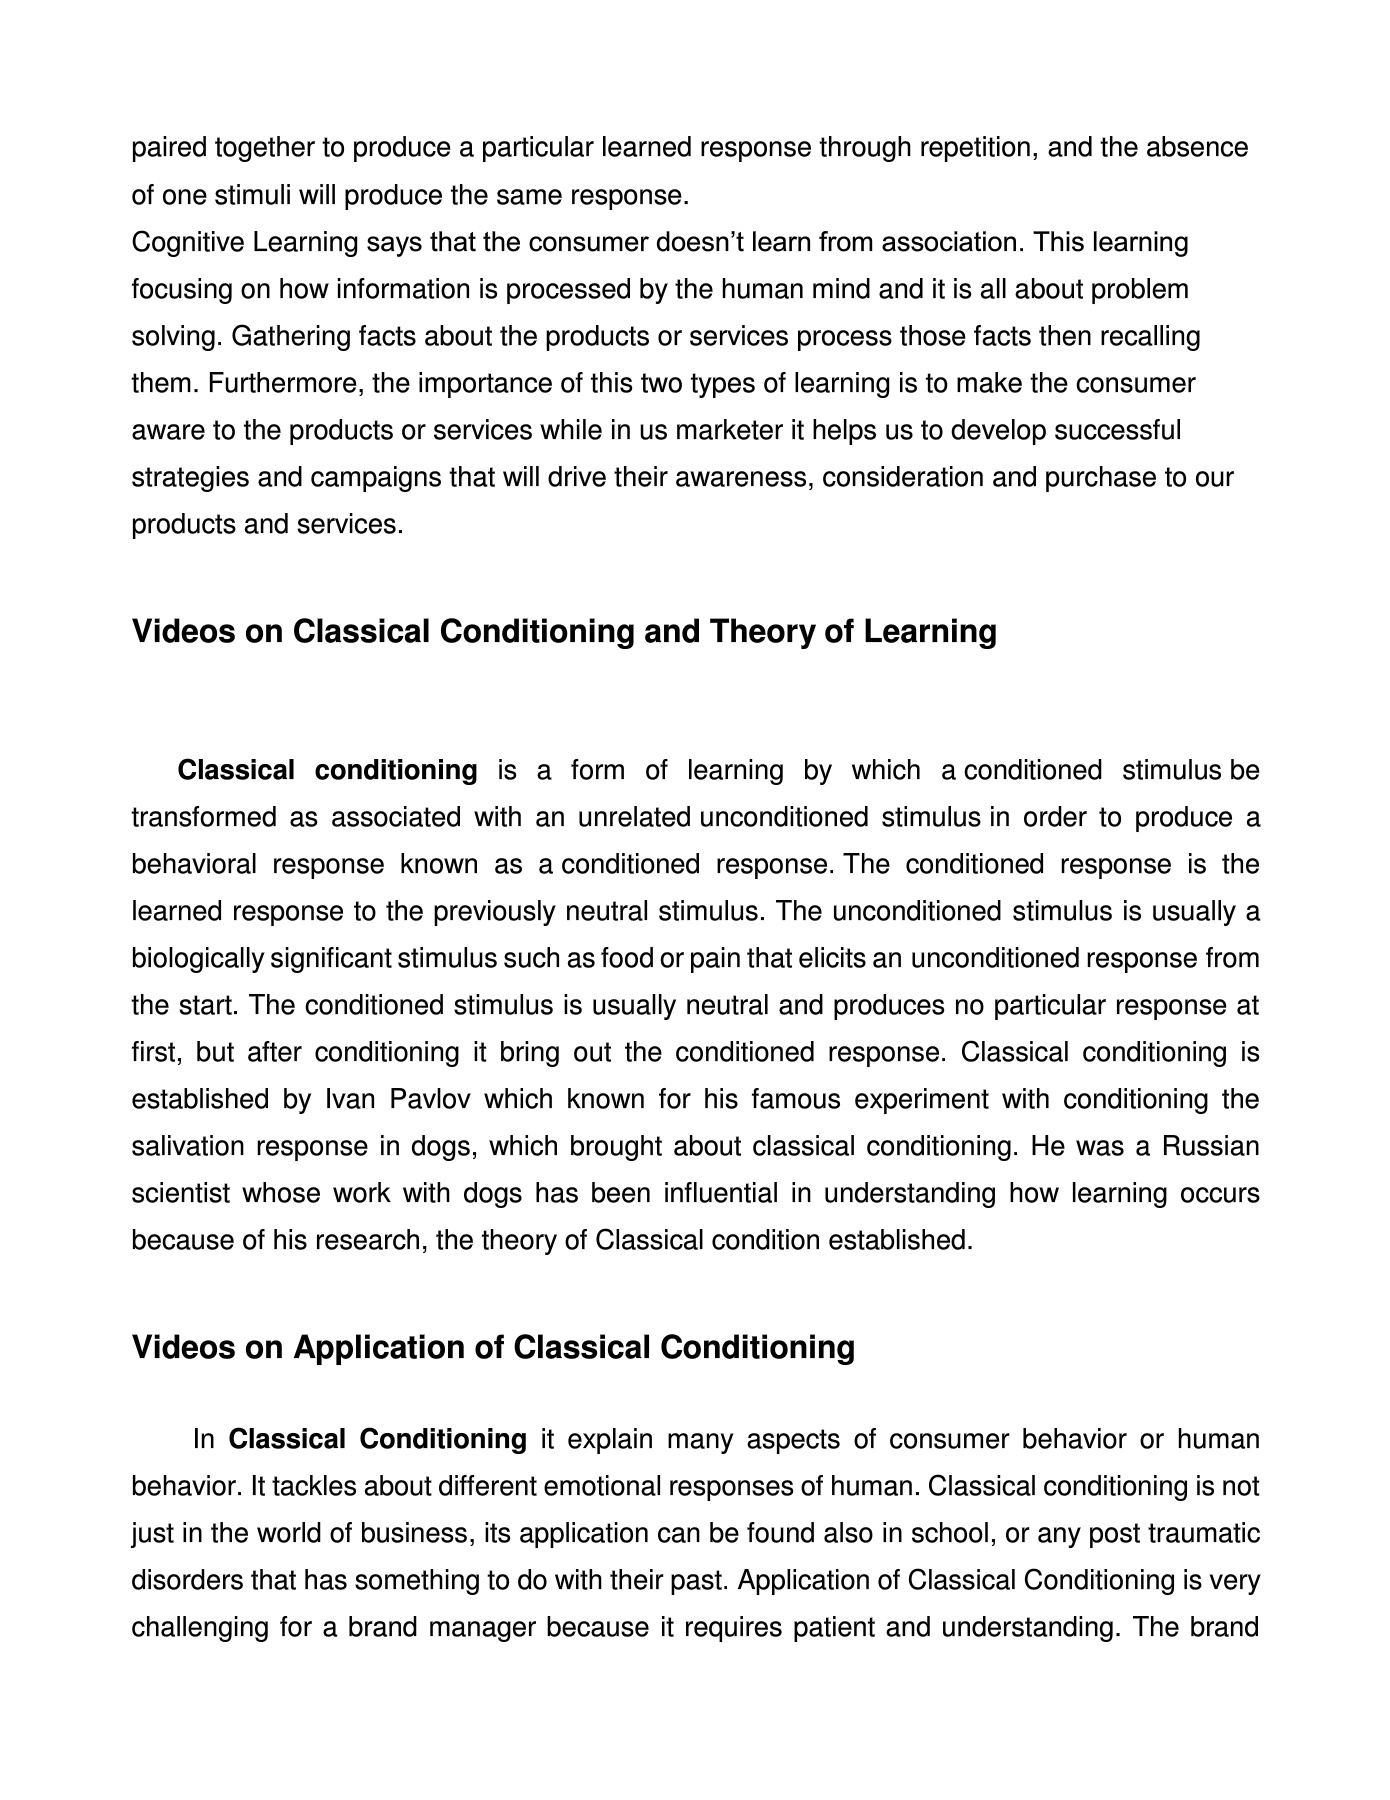 paired together to produce a particular learned response through repetition, and the absence
of one stimuli will produce the same response.
Cognitive Learning says that the consumer doesn’t learn from association. This learning
focusing on how information is processed by the human mind and it is all about problem
solving. Gathering facts about the products or services process those facts then recalling
them. Furthermore, the importance of this two types of learning is to make the consumer
aware to the products or services while in us marketer it helps us to develop successful
strategies and campaigns that will drive their awareness, consideration and purchase to our
products and services.
Videos on Classical Conditioning and Theory of Learning
Classical conditioning is a form of learning by which a conditioned stimulus be
transformed as associated with an unrelated unconditioned stimulus in order to produce a
behavioral response known as a conditioned response. The conditioned response is the
learned response to the previously neutral stimulus. The unconditioned stimulus is usually a
biologically significant stimulus such as food or pain that elicits an unconditioned response from
the start. The conditioned stimulus is usually neutral and produces no particular response at
first, but after conditioning it bring out the conditioned response. Classical conditioning is
established by Ivan Pavlov which known for his famous experiment with conditioning the
salivation response in dogs, which brought about classical conditioning. He was a Russian
scientist whose work with dogs has been influential in understanding how learning occurs
because of his research, the theory of Classical condition established.
Videos on Application of Classical Conditioning
In Classical Conditioning it explain many aspects of consumer behavior or human
behavior. It tackles about different emotional responses of human. Classical conditioning is not
just in the world of business, its application can be found also in school, or any post traumatic
disorders that has something to do with their past. Application of Classical Conditioning is very
challenging for a brand manager because it requires patient and understanding. The brand